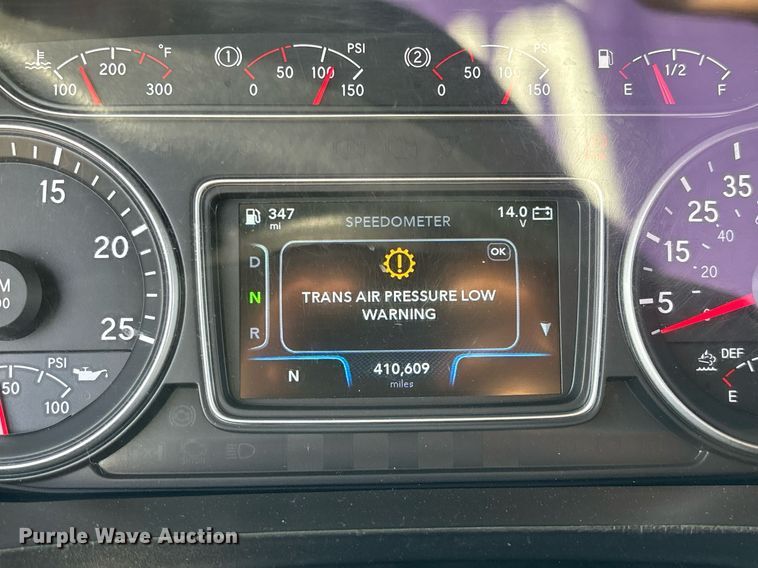 °F
200
100
300
1
PSI
50
100
0
150
2
PSI
50
100
0
150
1/2
E
F
15
20
25
PSI
50
100
347
mi
SPEEDOMETER
14.0
V
D
N
R
OK
TRANS AIR PRESSURE LOW
WARNING
N
410,609
miles
35
25
40
15
20
5
0
DEF
E
Purple Wave Auction